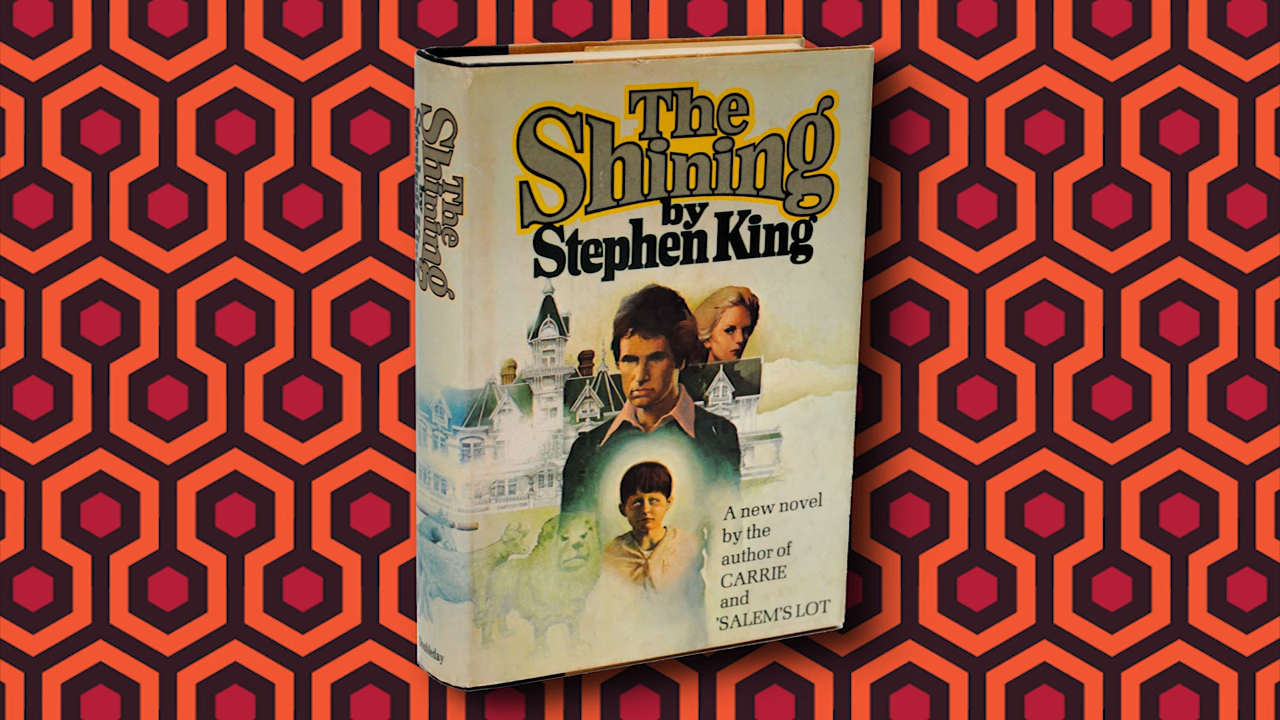 The
Shining
by
Stephen King
A new novel
by the
author of
CARRIE
and
'SALEM'S LOT
The
Shining